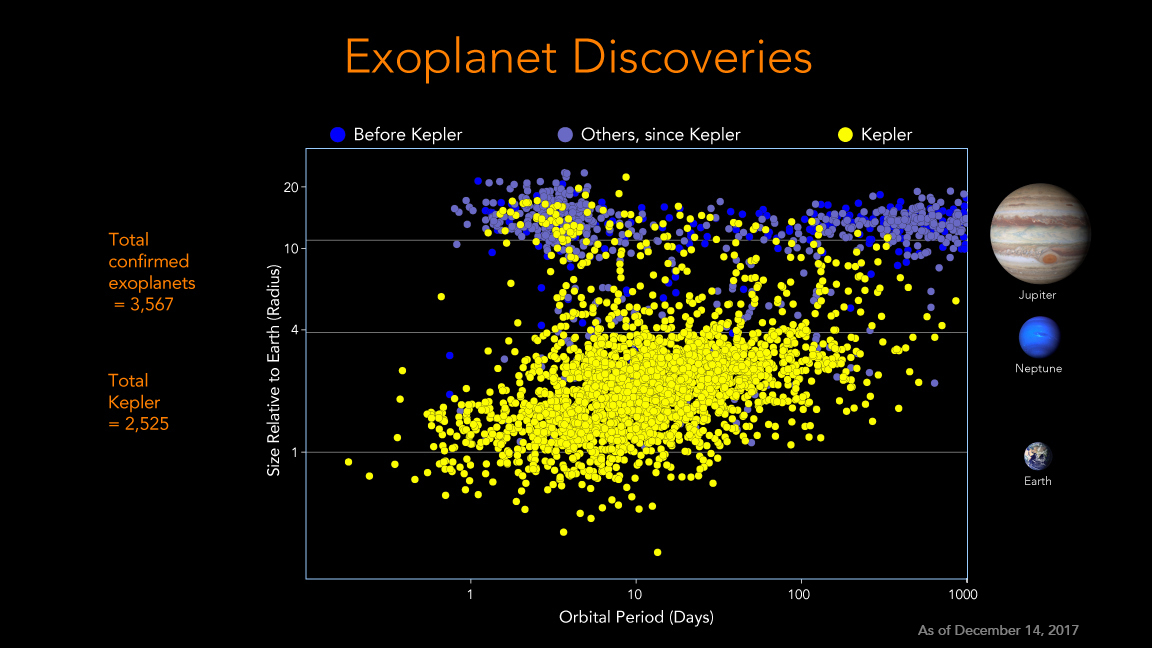 Exoplanet Discoveries
Before Kepler
Others, since Kepler
Kepler
Total
confirmed
exoplanets
= 3,567
Total
Kepler
= 2,525
Size Relative to Earth (Radius)
20
10
4
1
1
10
100
1000
Orbital Period (Days)
Jupiter
Neptune
Earth
As of December 14, 2017